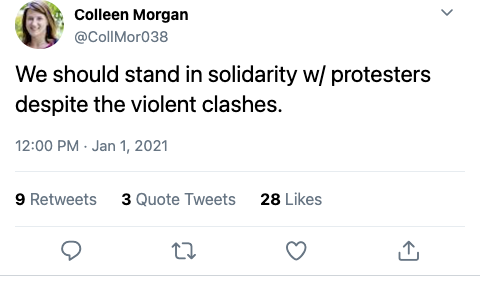 Colleen Morgan
@CollMor038
We should stand in solidarity w/ protesters
despite the violent clashes.
12:00 PM · Jan 1, 2021
9 Retweets 3 Quote Tweets 28 Likes